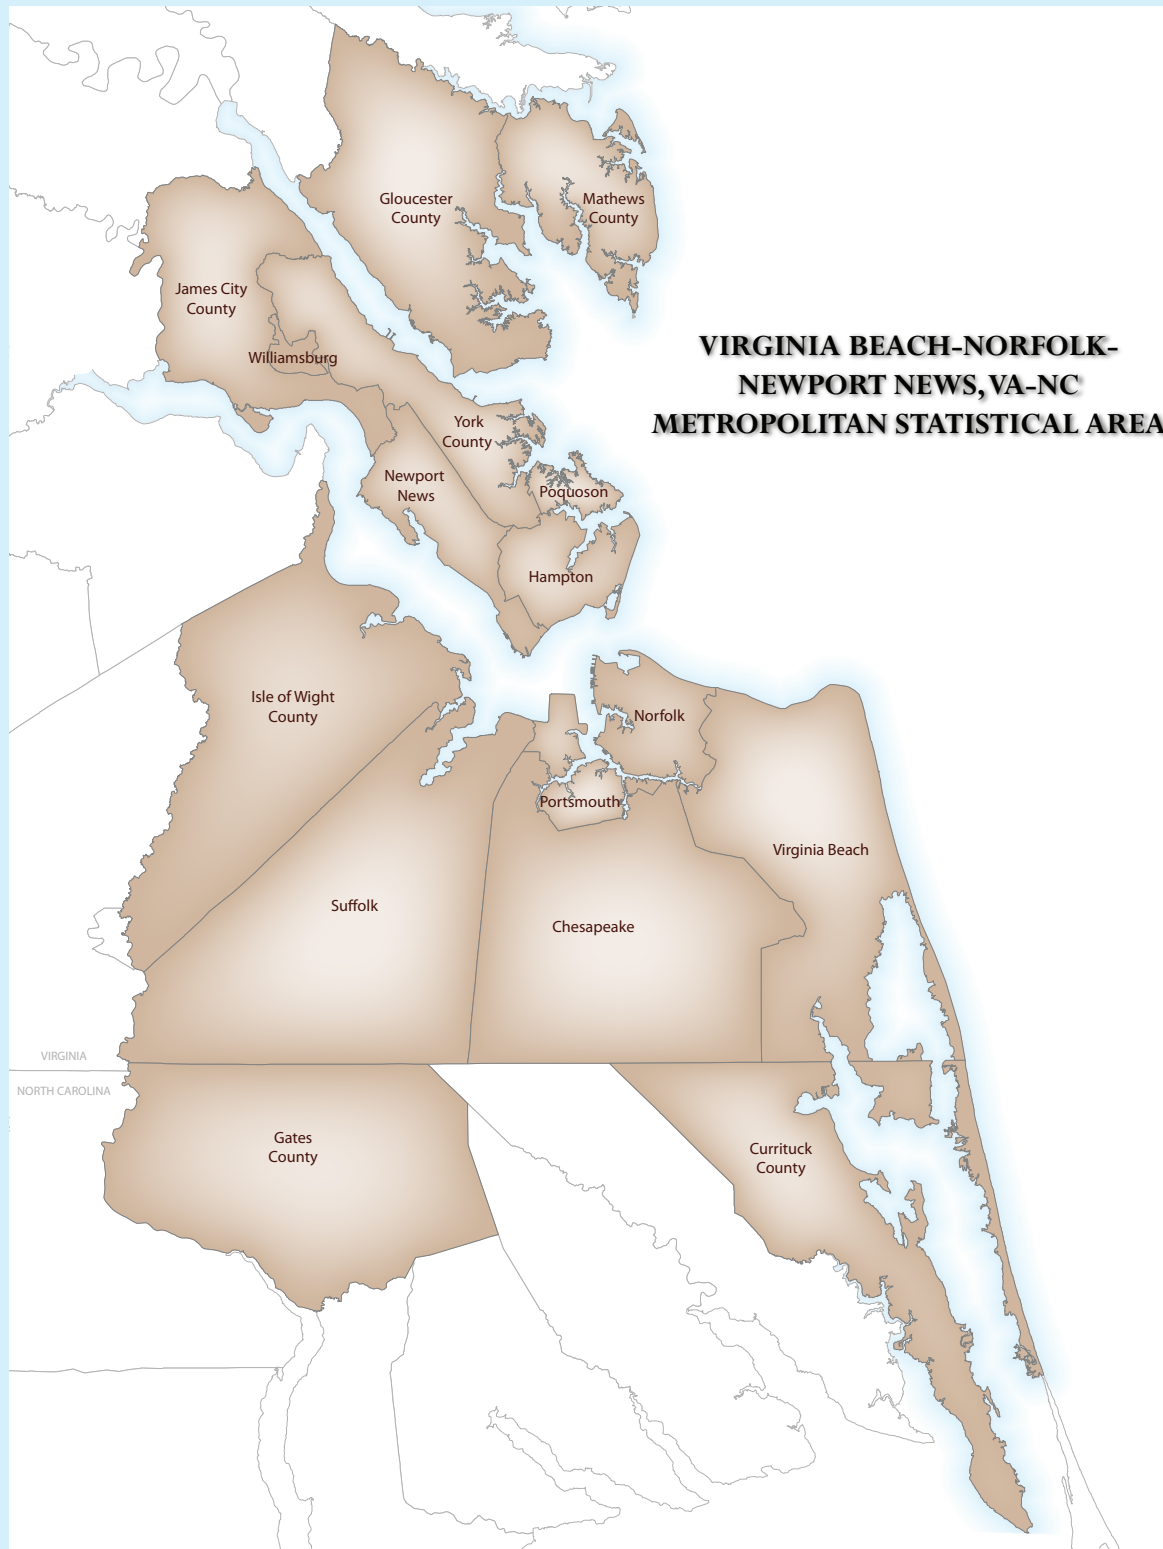 Gloucester
County
Mathews
County
James City
County
VIRGINIA BEACH-NORFOLK-
NEWPORT NEWS, VA-NC
METROPOLITAN STATISTICAL AREA
Williamsburg
York
County
Newport
News
Poquoson
Hampton
Isle of Wight
County
Norfolk
Portsmouth
Virginia Beach
Suffolk
Chesapeake
VIRGINIA
NORTH CAROLINA
Gates
County
Currituck
County